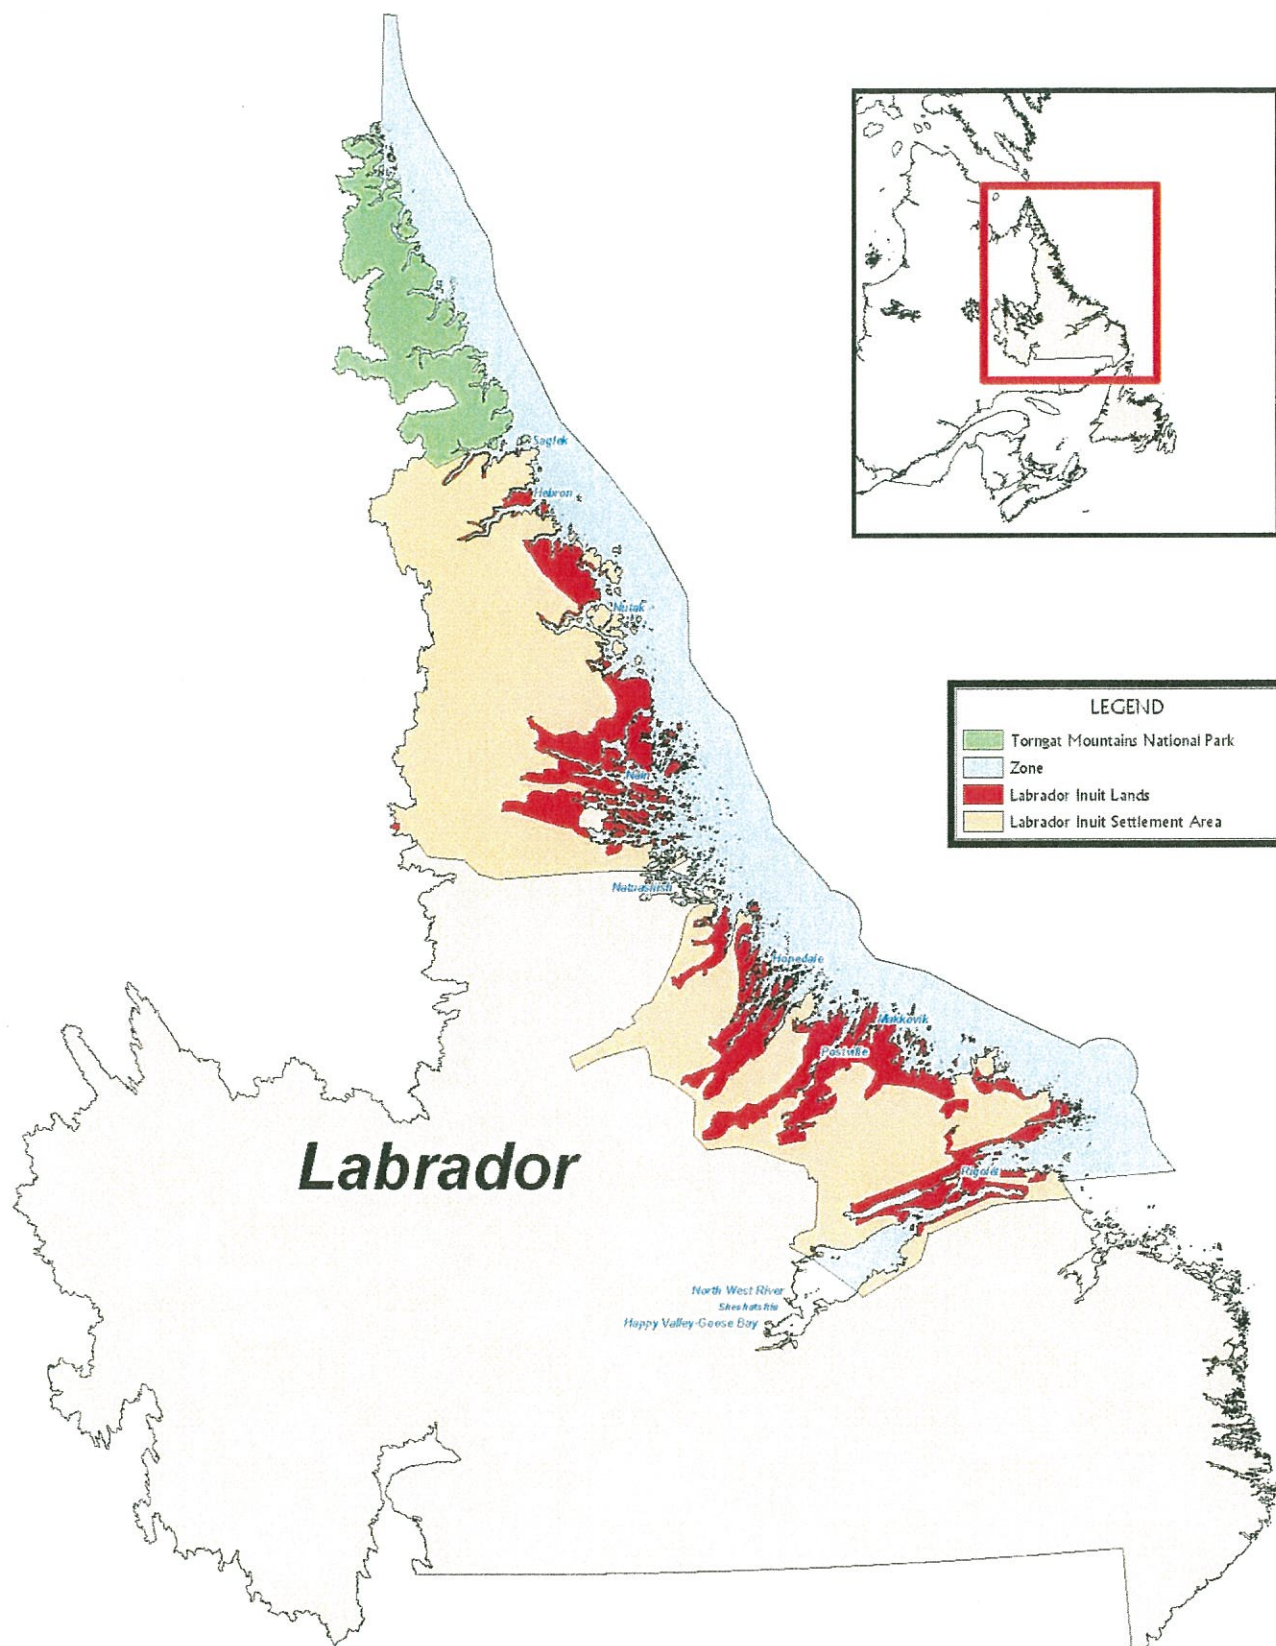 Saglek
Hebron
Nutak
LEGEND
Torngat Mountains National Park
Zone
Labrador Inuit Lands
Labrador Inuit Settlement Area
Nain
Natuashish
Hopedale
Makkovik
Postville
Labrador
Rigolet
North West River
Sheshatshiu
Happy Valley-Goose Bay